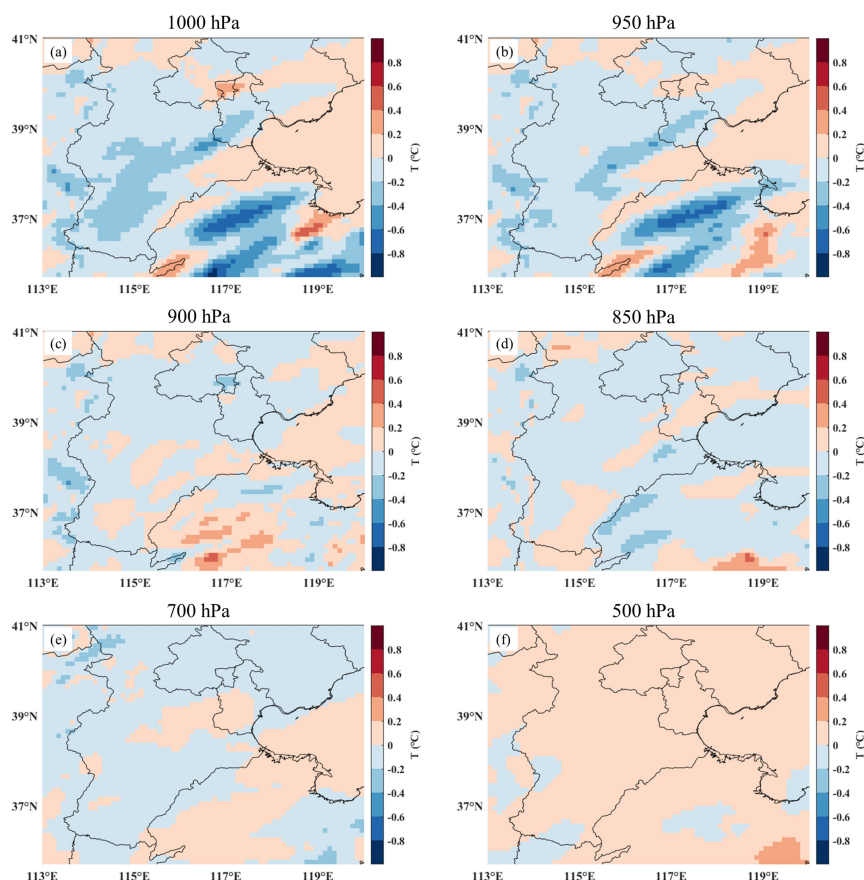 1000 hPa
(a)
41°N
39°N
37°N
113°E 115°E 117°E 119°E
0.8
0.6
0.4
0.2
0
-0.2
-0.4
-0.6
-0.8
T (°C)
950 hPa
(b)
41°N
39°N
37°N
113°E 115°E 117°E 119°E
0.8
0.6
0.4
0.2
0
-0.2
-0.4
-0.6
-0.8
T (°C)
900 hPa
(c)
41°N
39°N
37°N
113°E 115°E 117°E 119°E
0.8
0.6
0.4
0.2
0
-0.2
-0.4
-0.6
-0.8
T (°C)
850 hPa
(d)
41°N
39°N
37°N
113°E 115°E 117°E 119°E
0.8
0.6
0.4
0.2
0
-0.2
-0.4
-0.6
-0.8
T (°C)
700 hPa
(e)
41°N
39°N
37°N
113°E 115°E 117°E 119°E
0.8
0.6
0.4
0.2
0
-0.2
-0.4
-0.6
-0.8
T (°C)
500 hPa
(f)
41°N
39°N
37°N
113°E 115°E 117°E 119°E
0.8
0.6
0.4
0.2
0
-0.2
-0.4
-0.6
-0.8
T (°C)